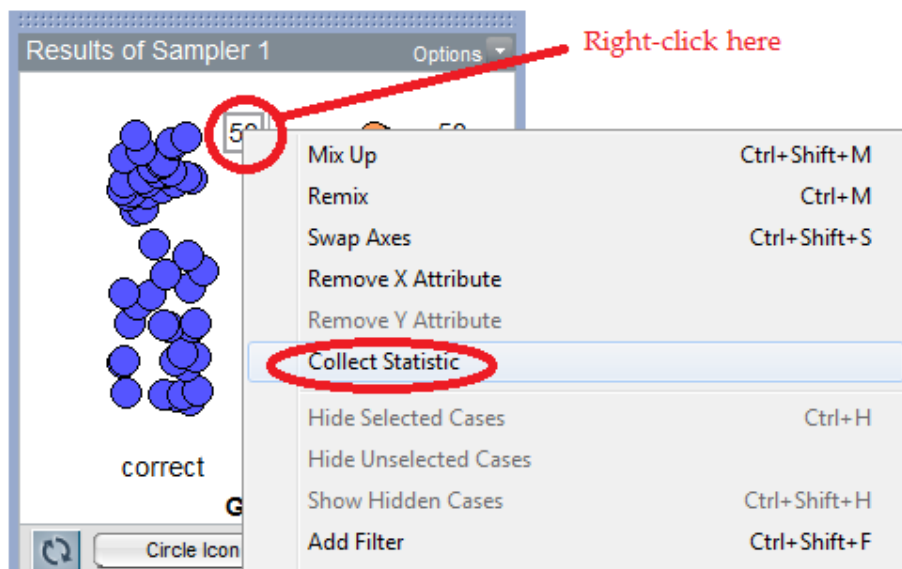 Results of Sampler 1 Options
Right-click here
Mix Up Ctrl+Shift+M
Remix Ctrl+M
Swap Axes Ctrl+Shift+S
Remove X Attribute
Remove Y Attribute
Collect Statistic
Hide Selected Cases Ctrl+H
Hide Unselected Cases
Show Hidden Cases Ctrl+Shift+H
Add Filter Ctrl+Shift+F
correct
G
Circle Icon